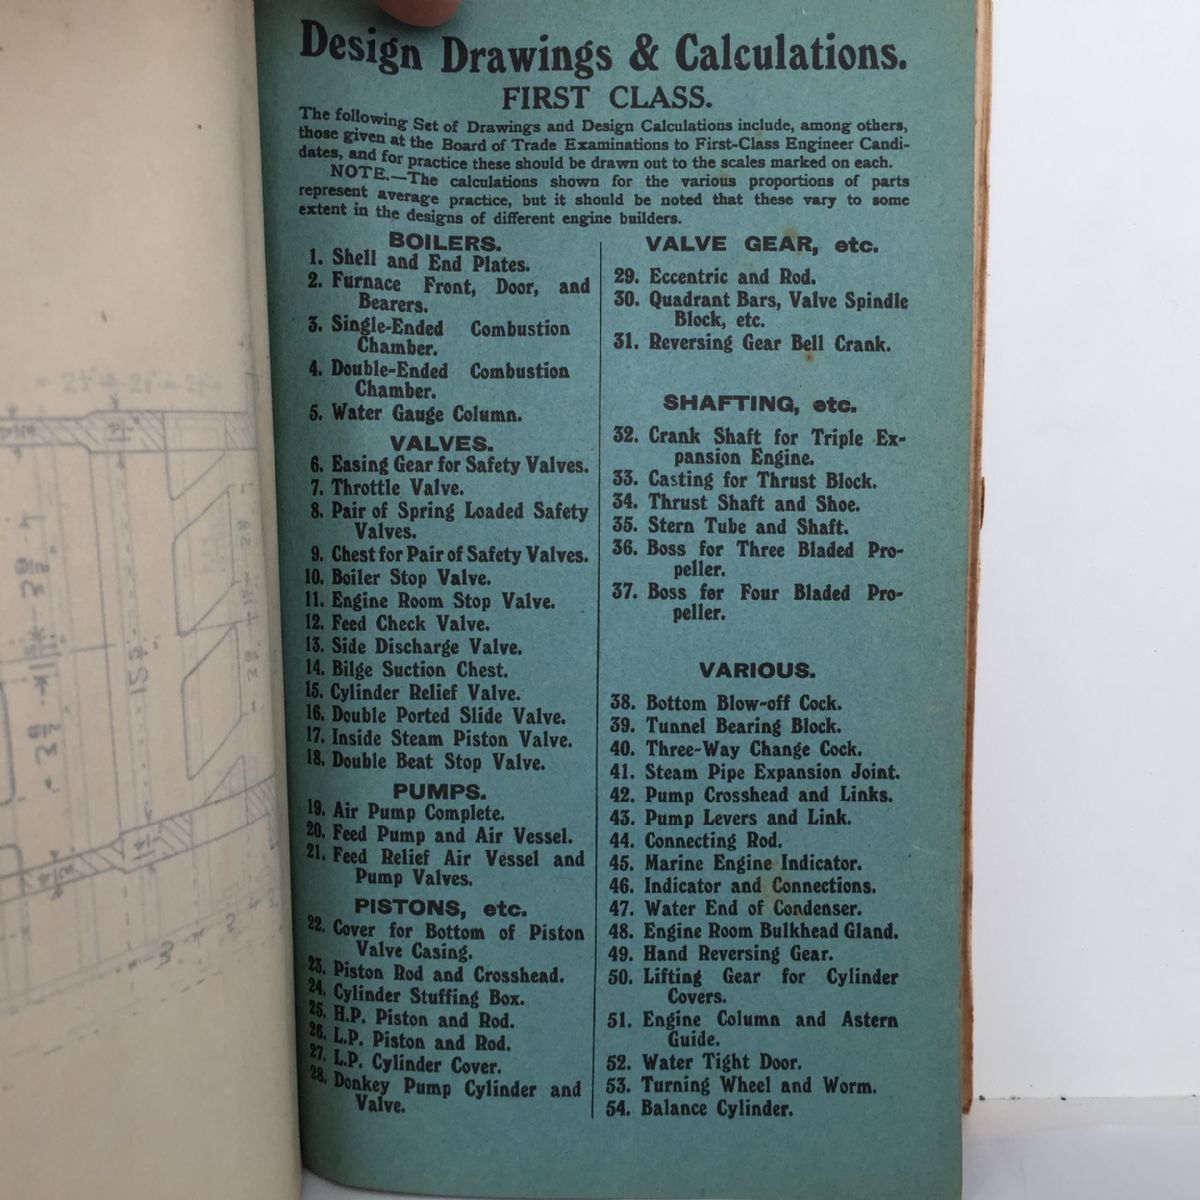 Design Drawings & Calculations.
FIRST CLASS.
The following Set of Drawings and Design Calculations include, among others,
those given at the Board of Trade Examinations to First-Class Engineer Candi-
dates, and for practice these should be drawn out to the scales marked on each.
NOTE.—The calculations shown for the various proportions of parts
represent average practice, but it should be noted that these vary to some
extent in the designs of different engine builders.
BOILERS.
1. Shell and End Plates.
2. Furnace Front, Door, and
Bearers.
3. Single-Ended Combustion
Chamber.
4. Double-Ended Combustion
Chamber.
5. Water Gauge Column.
VALVES.
6. Easing Gear for Safety Valves.
7. Throttle Valve.
8. Pair of Spring Loaded Safety
Valves.
9. Chest for Pair of Safety Valves.
10. Boiler Stop Valve.
11. Engine Room Stop Valve.
12. Feed Check Valve.
13. Side Discharge Valve.
14. Bilge Suction Chest.
15. Cylinder Relief Valve.
16. Double Ported Slide Valve.
17. Inside Steam Piston Valve.
18. Double Beat Stop Valve.
PUMPS.
19. Air Pump Complete.
20. Feed Pump and Air Vessel.
21. Feed Relief Air Vessel and
Pump Valves.
PISTONS, etc.
22. Cover for Bottom of Piston
Valve Casing.
23. Piston Rod and Crosshead.
24. Cylinder Stuffing Box.
25. H.P. Piston and Rod.
26. L.P. Piston and Rod.
27. L.P. Cylinder Cover.
28. Donkey Pump Cylinder and
Valve.
VALVE GEAR, etc.
29. Eccentric and Rod.
30. Quadrant Bars, Valve Spindle
Block, etc.
31. Reversing Gear Bell Crank.
SHAFTING, etc.
32. Crank Shaft for Triple Ex-
pansion Engine.
33. Casting for Thrust Block.
34. Thrust Shaft and Shoe.
35. Stern Tube and Shaft.
36. Boss for Three Bladed Pro-
peller.
37. Boss for Four Bladed Pro-
peller.
VARIOUS.
38. Bottom Blow-off Cock.
39. Tunnel Bearing Block.
40. Three-Way Change Cock.
41. Steam Pipe Expansion Joint.
42. Pump Crosshead and Links.
43. Pump Levers and Link.
44. Connecting Rod.
45. Marine Engine Indicator.
46. Indicator and Connections.
47. Water End of Condenser.
48. Engine Room Bulkhead Gland.
49. Hand Reversing Gear.
50. Lifting Gear for Cylinder
Covers.
51. Engine Column and Astern
Guide.
52. Water Tight Door.
53. Turning Wheel and Worm.
54. Balance Cylinder.